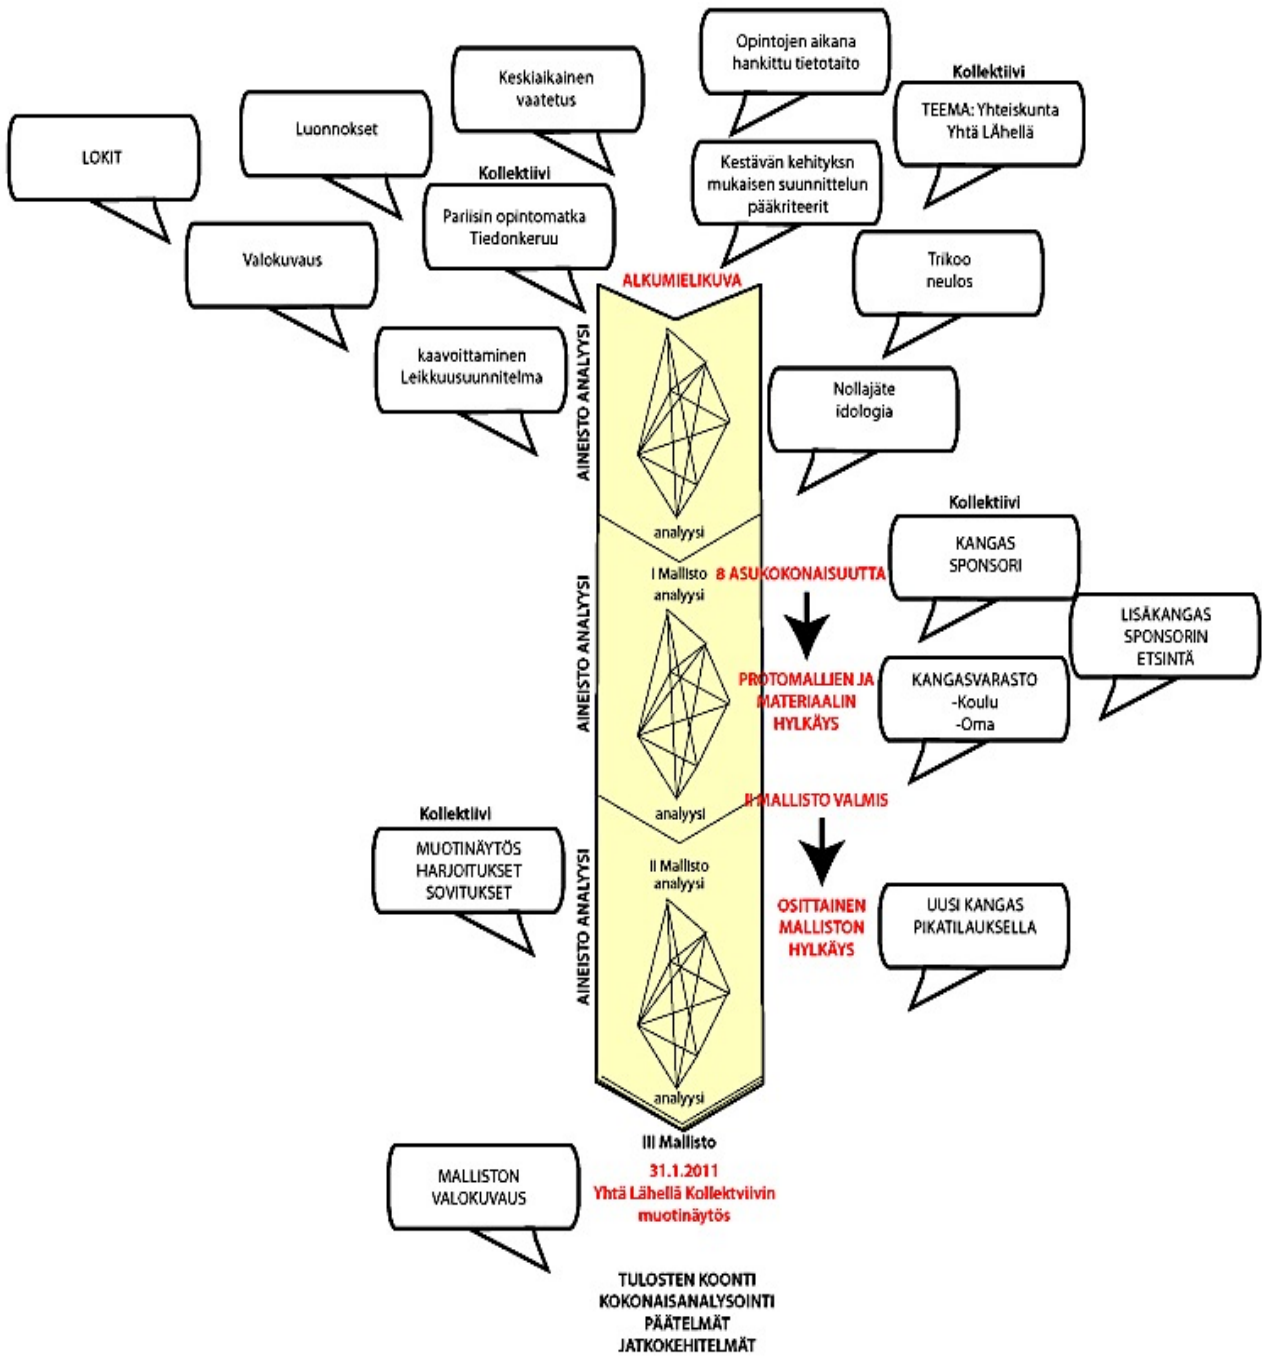 Opintojen aikana
hankittu tietotaito
Keskiaikainen
vaatetus
Kollektiivi
TEEMA: Yhteiskunta
Yhtä LÄhellä
Luonnokset
LOKIT
Kestävän kehityksn
mukaisen suunnittelun
pääkriteerit
Kollektiivi
Pariisin opintomatka
Tiedonkeruu
Valokuvaus
Trikoo
neulos
ALKUMIELIKUVA
kaavoittaminen
Leikkuusuunnitelma
AINEISTO ANALYYSI
Nollajäte
idologia
analyysi
Kollektiivi
KANGAS
SPONSORI
I Mallisto
analyysi
8 ASUKOKONAISUUTTA
AINEISTO ANALYYSI
LISÄKANGAS
SPONSORIN
ETSINTÄ
PROTOMALLIEN JA
MATERIAALIN
HYLKÄYS
KANGASVARASTO
-Koulu
-Oma
analyysi
II MALLISTO VALMIS
Kollektiivi
MUOTINÄYTÖS
HARJOITUKSET
SOVITUKSET
II Mallisto
analyysi
AINEISTO ANALYYSI
OSITTAINEN
MALLISTON
HYLKÄYS
UUSI KANGAS
PIKATILAUKSELLA
analyysi
III Mallisto
31.1.2011
Yhtä Lähellä Kollektviivin
muotinäytös
MALLISTON
VALOKUVAUS
TULOSTEN KOONTI
KOKONAISANALYSOINTI
PÄÄTELMÄT
JATKOKEHITELMÄT